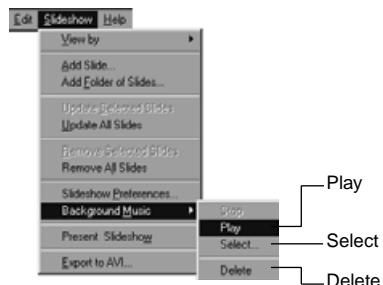 Edit Slideshow Help
View by
Add Slide...
Add Folder of Slides...
Update Selected Slides
Update All Slides
Remove Selected Slides
Remove All Slides
Slideshow Preferences...
Background Music
Present Slideshow
Export to AVI...
Stop
Play
Select...
Delete
Play
Select
Delete